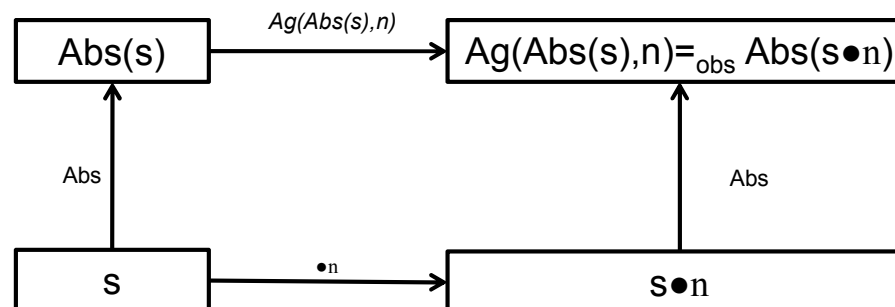 Ag(Abs(s),n)
Abs(s)
Ag(Abs(s),n)=obs Abs(s●n)
Abs
Abs
●n
s
s●n